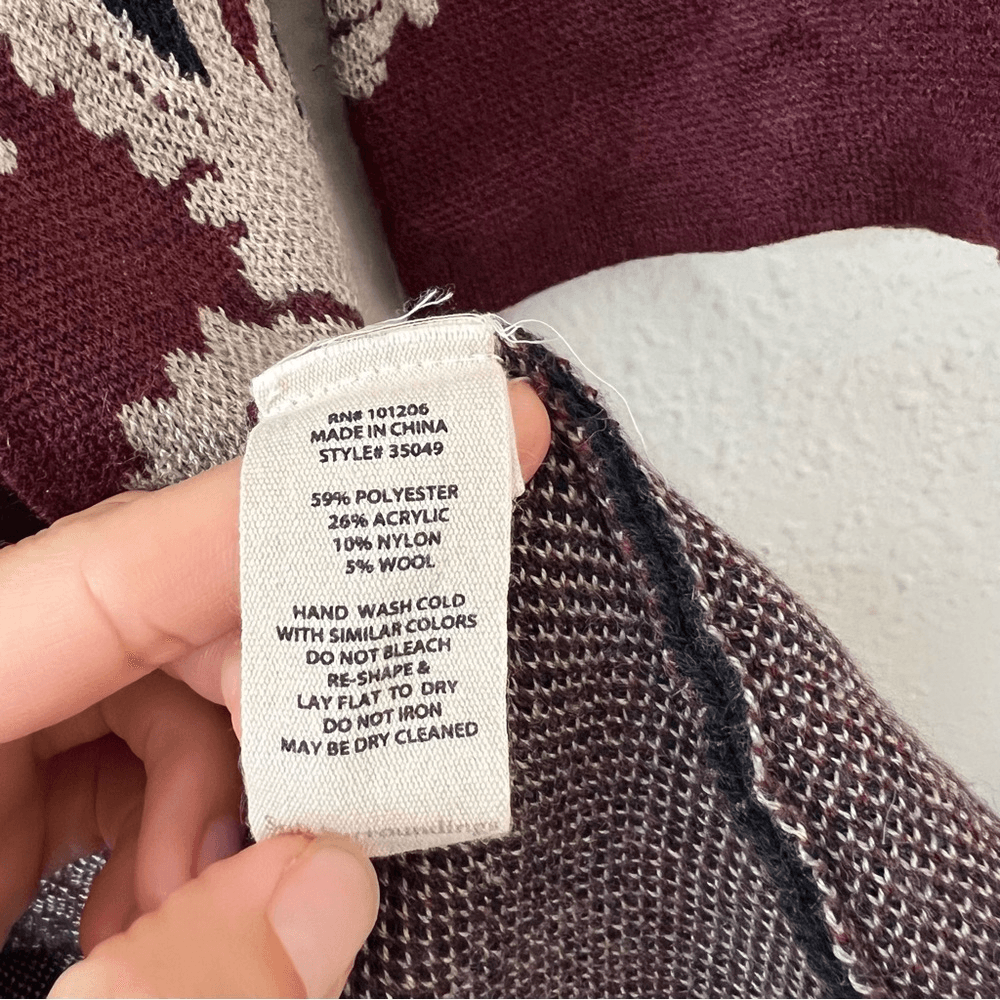 RN# 101206
MADE IN CHINA
STYLE# 35049
59% POLYESTER
26% ACRYLIC
10% NYLON
5% WOOL
HAND WASH COLD
WITH SIMILAR COLORS
DO NOT BLEACH
RE-SHAPE &
LAY FLAT TO DRY
DO NOT IRON
MAY BE DRY CLEANED